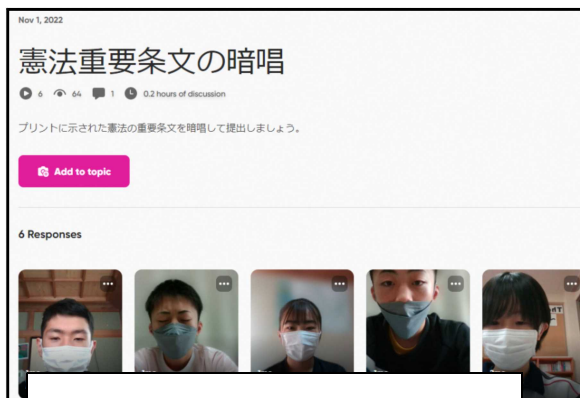 Nov 1, 2022
憲法重要条文の暗唱
6 64 1 0.2 hours of discussion
プリントに示された憲法の重要条文を暗唱して提出しましょう。
Add to topic
6 Responses